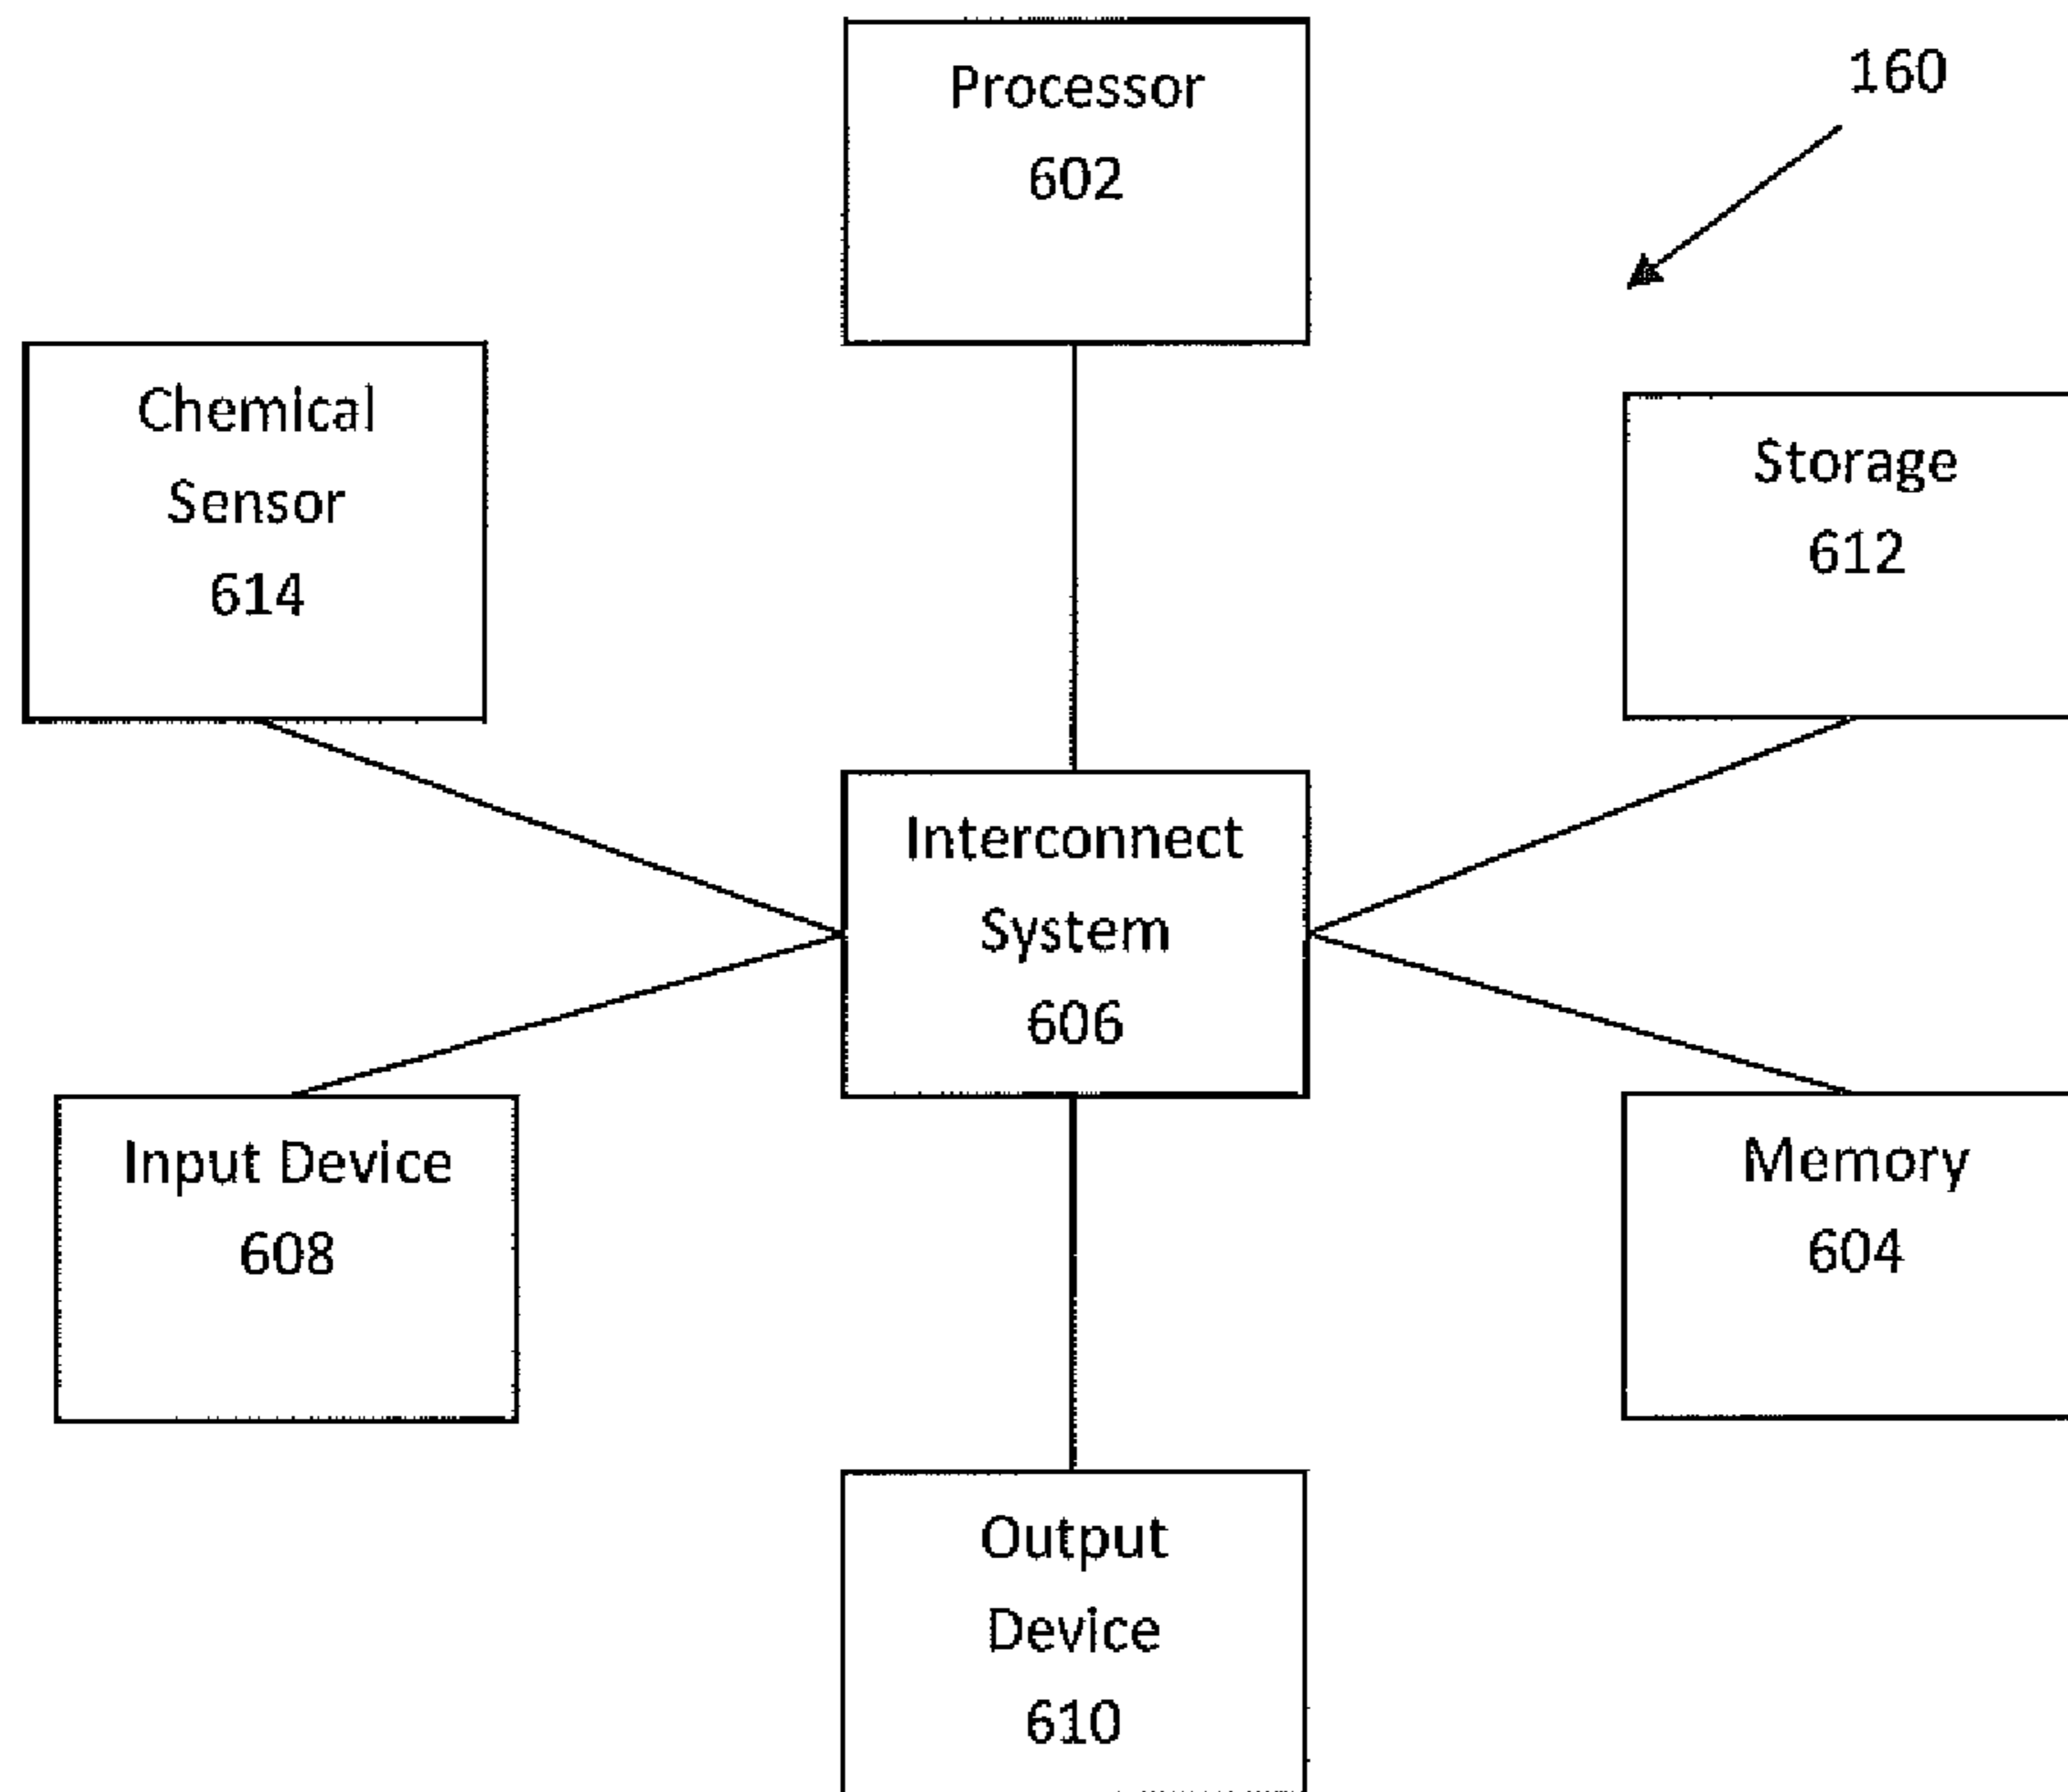 Processor
602
160
Chemical
Sensor
614
Storage
612
Interconnect
System
606
Input Device
608
Memory
604
Output
Device
610